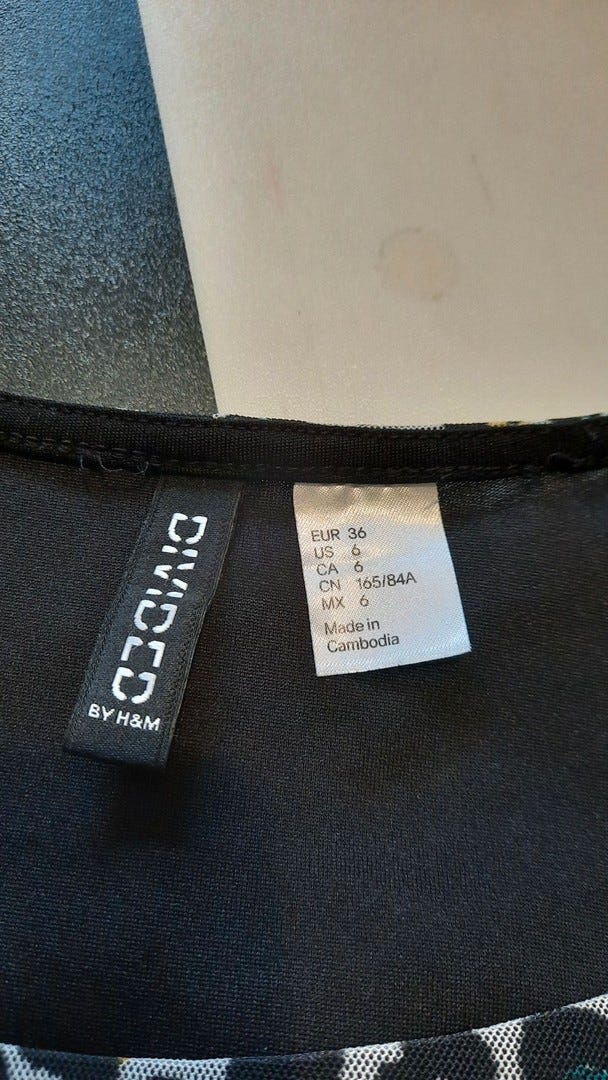 DIVIDED
BY H&M
EUR 36
US 6
CA 6
CN 165/84A
MX 6
Made in
Cambodia